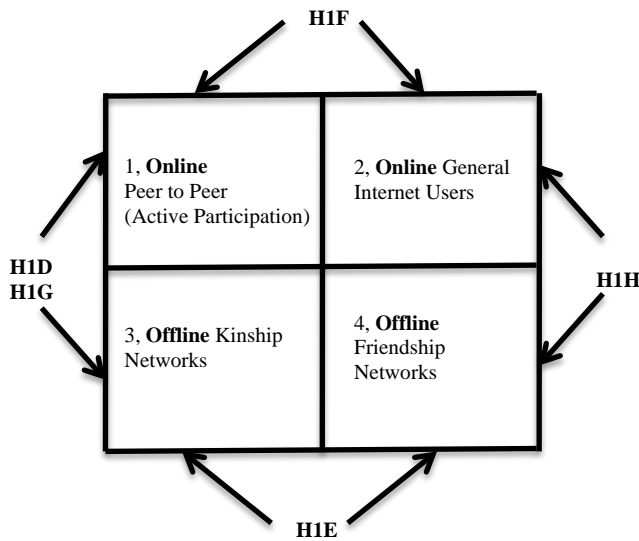 H1F
1, Online
Peer to Peer
(Active Participation)
2, Online General
Internet Users
H1D
H1G
H1H
3, Offline Kinship
Networks
4, Offline
Friendship
Networks
H1E